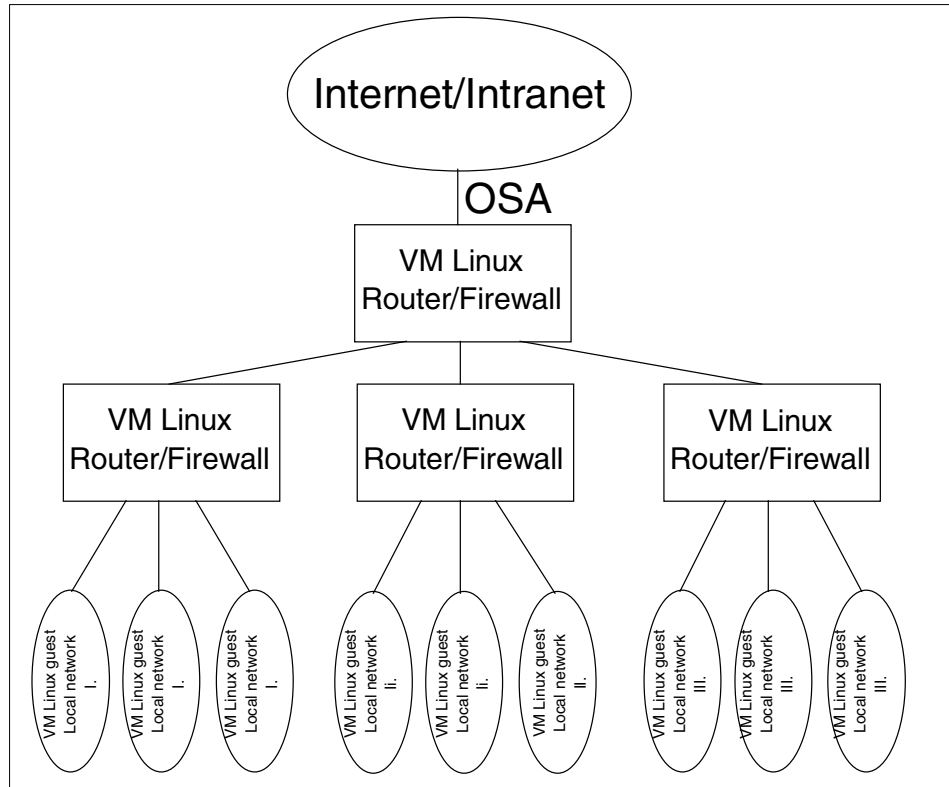 Internet/Intranet
OSA
VM Linux
Router/Firewall
VM Linux
Router/Firewall
VM Linux
Router/Firewall
VM Linux
Router/Firewall
VM Linux guest
Local network
I.
VM Linux guest
Local network
I.
VM Linux guest
Local network
I.
VM Linux guest
Local network
Ii.
VM Linux guest
Local network
Ii.
VM Linux guest
Local network
II.
VM Linux guest
Local network
III.
VM Linux guest
Local network
III.
VM Linux guest
Local network
III.